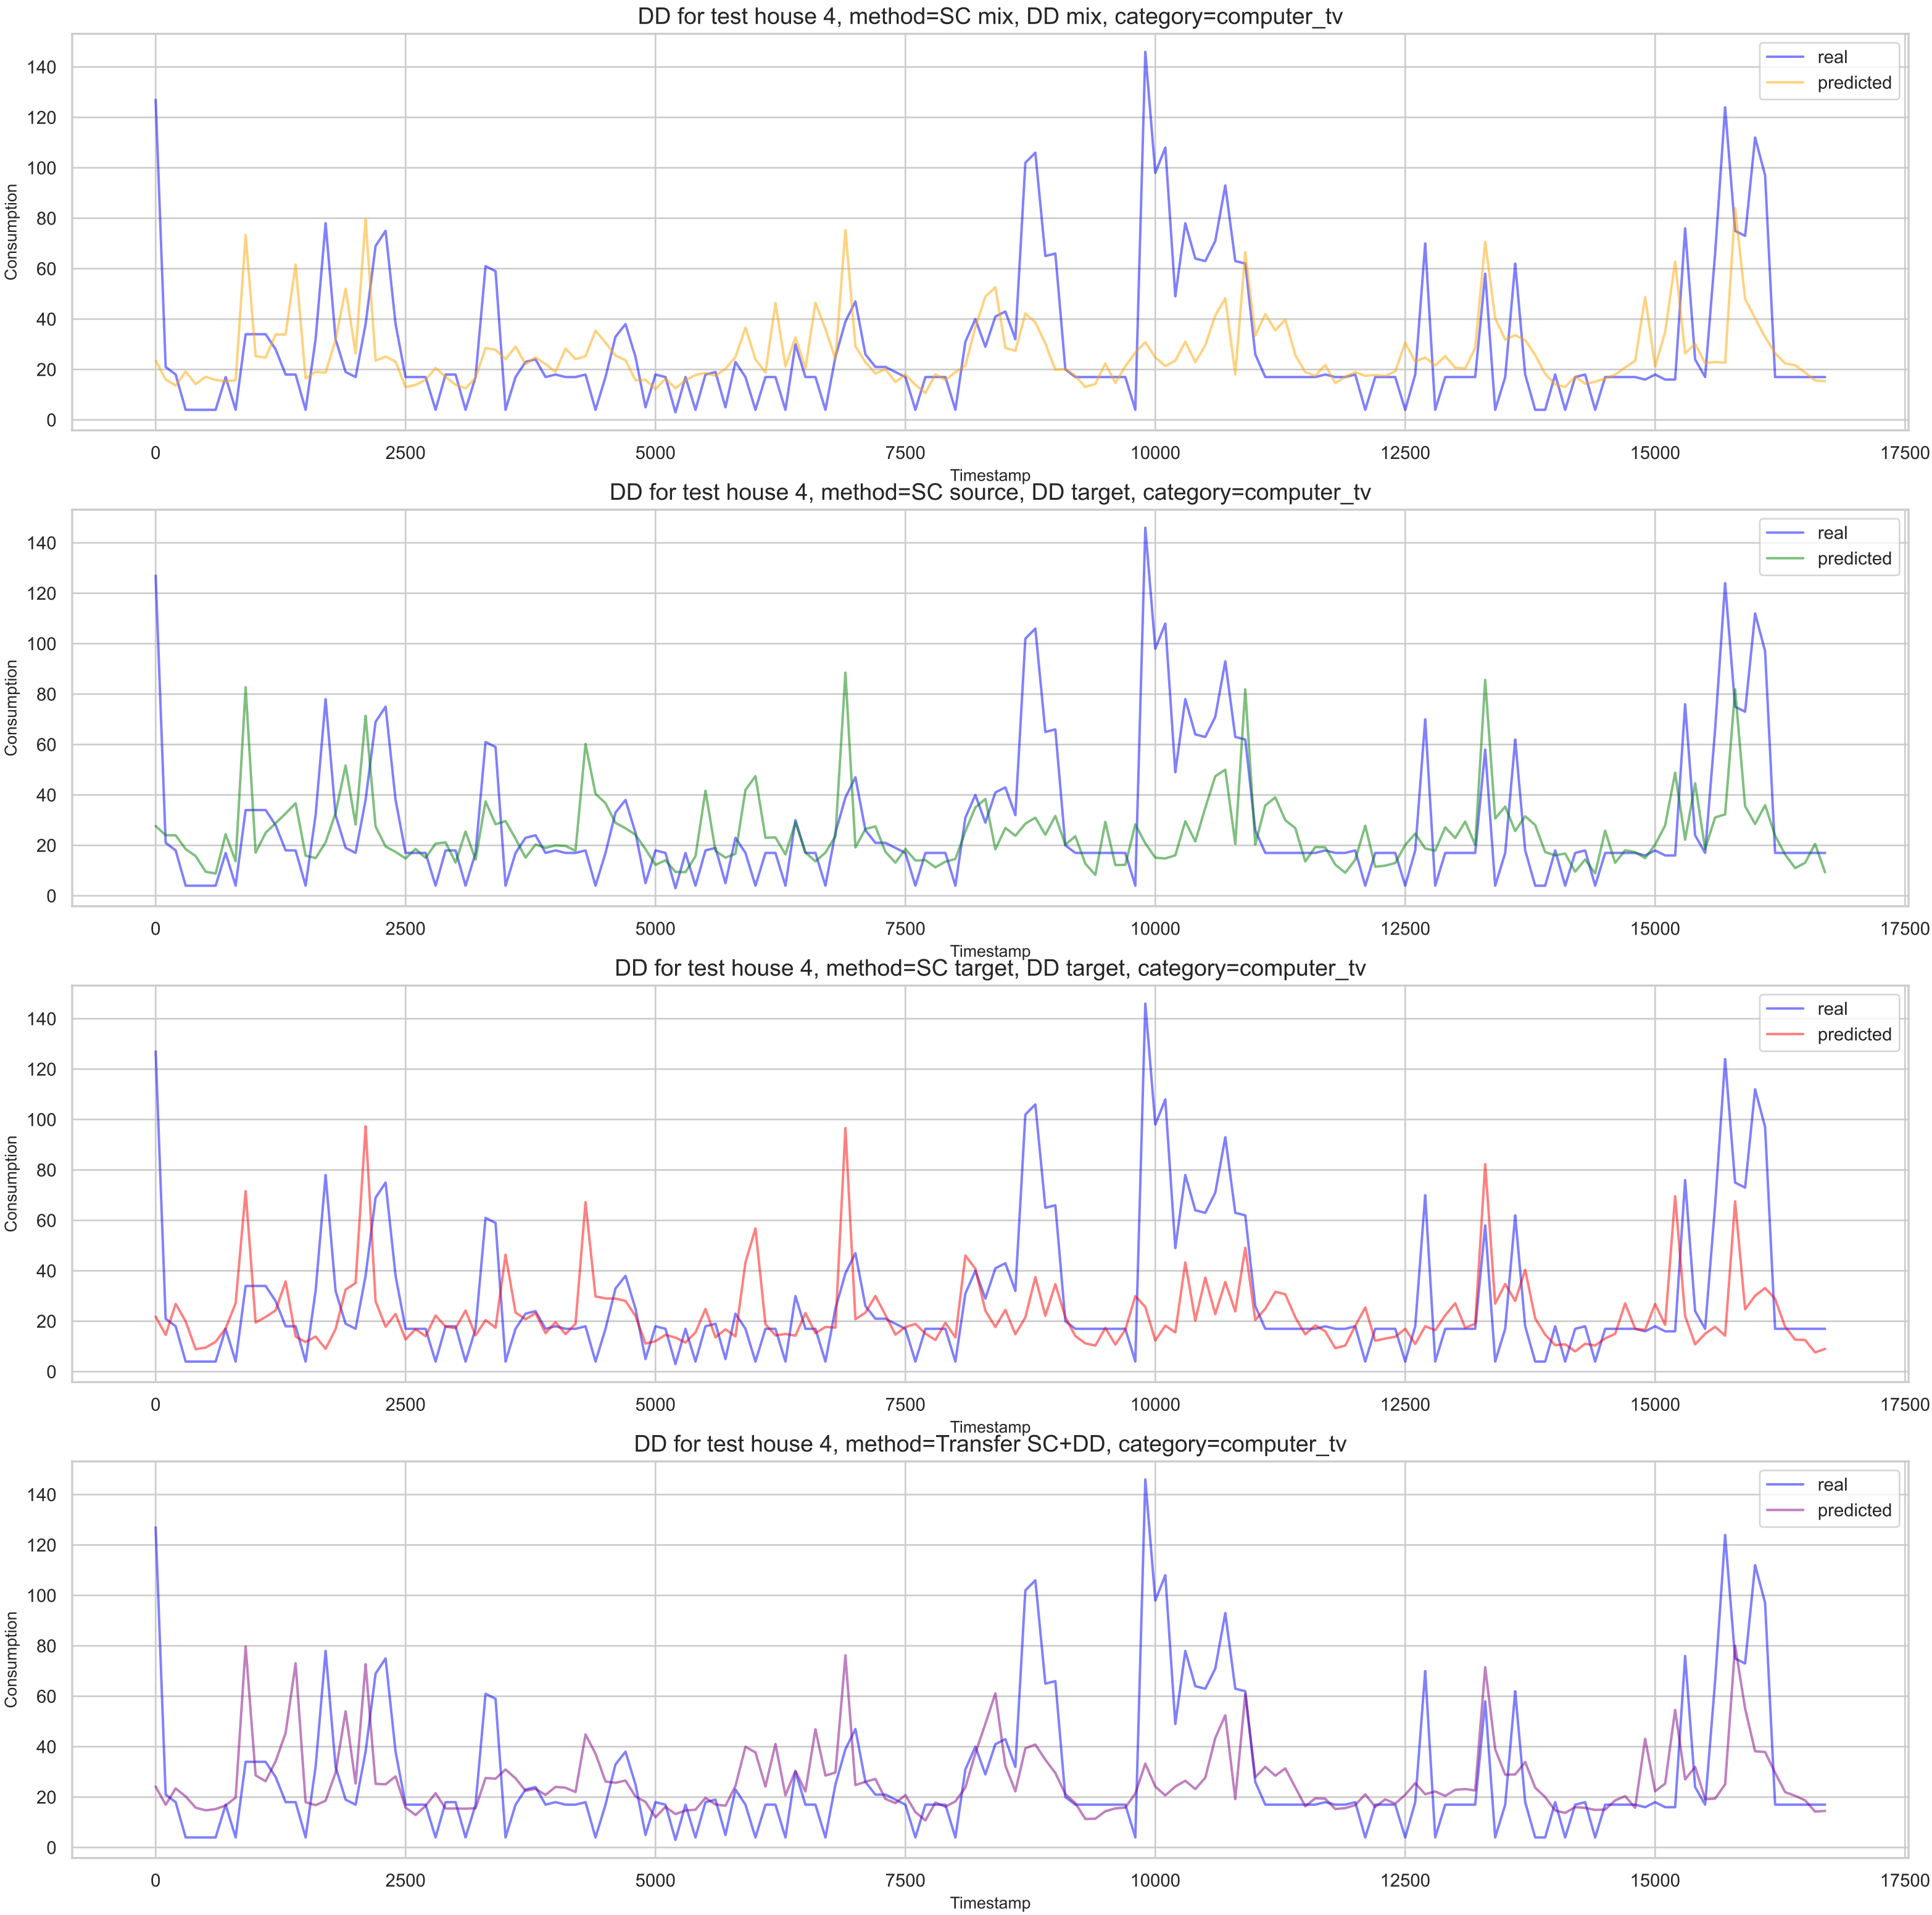 DD for test house 4, method=SC mix, DD mix, category=computer_tv
real
predicted
Consumption
140
120
100
80
60
40
20
0
0 2500 5000 7500 10000 12500 15000 17500
Timestamp
DD for test house 4, method=SC source, DD target, category=computer_tv
real
predicted
Consumption
140
120
100
80
60
40
20
0
0 2500 5000 7500 10000 12500 15000 17500
Timestamp
DD for test house 4, method=SC target, DD target, category=computer_tv
real
predicted
Consumption
140
120
100
80
60
40
20
0
0 2500 5000 7500 10000 12500 15000 17500
Timestamp
DD for test house 4, method=Transfer SC+DD, category=computer_tv
real
predicted
Consumption
140
120
100
80
60
40
20
0
0 2500 5000 7500 10000 12500 15000 17500
Timestamp